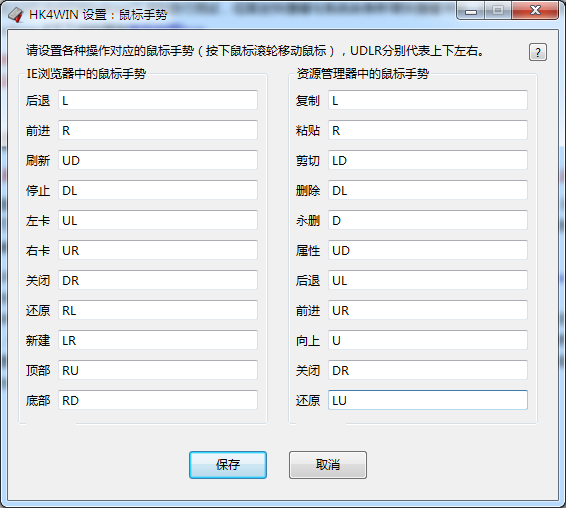 HK4WIN 设置：鼠标手势
请设置各种操作对应的鼠标手势（按下鼠标滚轮移动鼠标），UDLR分别代表上下左右。
?
IE浏览器中的鼠标手势
后退 L
前进 R
刷新 UD
停止 DL
左卡 UL
右卡 UR
关闭 DR
还原 RL
新建 LR
顶部 RU
底部 RD
资源管理器中的鼠标手势
复制 L
粘贴 R
剪切 LD
删除 DL
永删 D
属性 UD
后退 UL
前进 UR
向上 U
关闭 DR
还原 LU
保存
取消